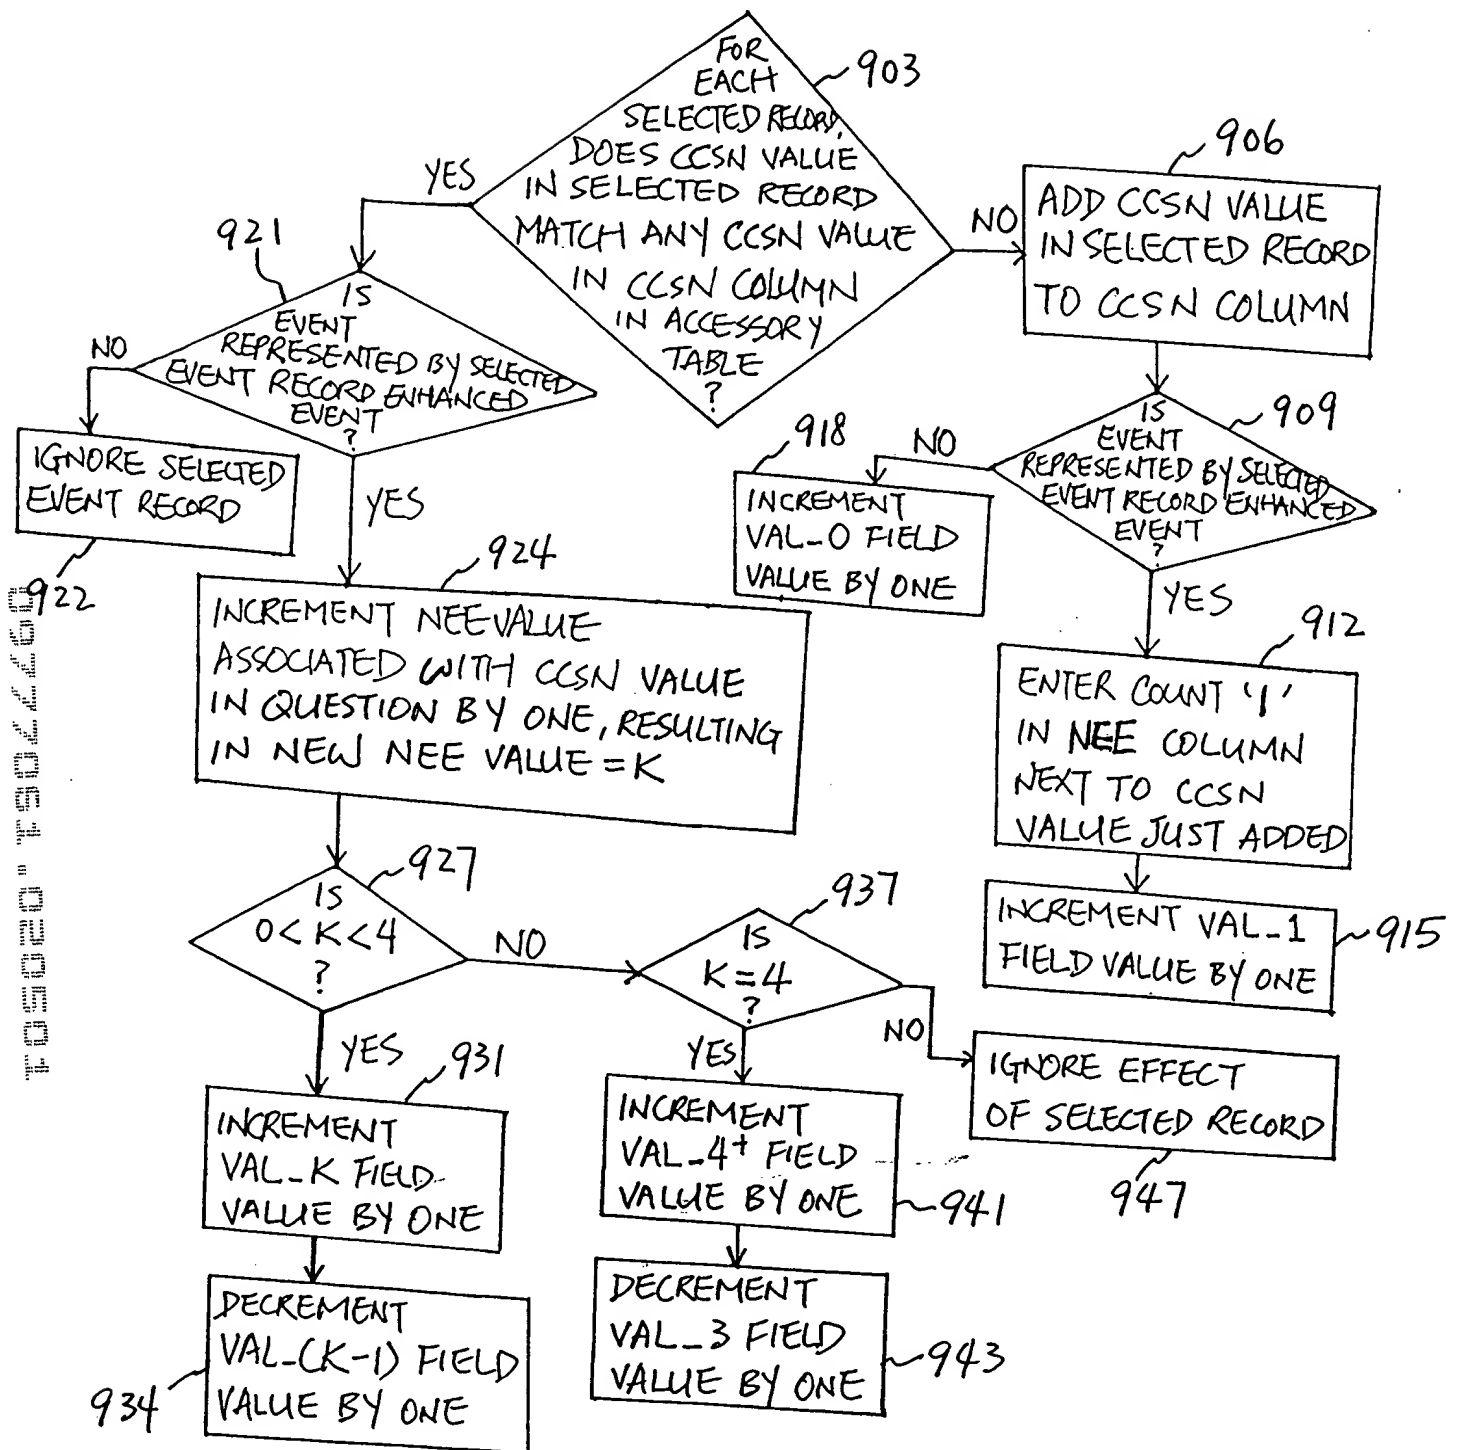 FOR
EACH
SELECTED RECORD,
DOES CCSN VALUE
IN SELECTED RECORD
MATCH ANY CCSN VALUE
IN CCSN COLUMN
IN ACCESSORY
TABLE
?
903
YES
NO
906
ADD CCSN VALUE
IN SELECTED RECORD
TO CCSN COLUMN
921
IS
EVENT
REPRESENTED BY SELECTED
EVENT RECORD ENHANCED
EVENT
?
NO
IGNORE SELECTED
EVENT RECORD
922
YES
909
IS
EVENT
REPRESENTED BY SELECTED
EVENT RECORD ENHANCED
EVENT
?
NO
918
INCREMENT
VAL_0 FIELD
VALUE BY ONE
YES
912
ENTER COUNT '1'
IN NEE COLUMN
NEXT TO CCSN
VALUE JUST ADDED
INCREMENT VAL_1
FIELD VALUE BY ONE
915
924
INCREMENT NEE VALUE
ASSOCIATED WITH CCSN VALUE
IN QUESTION BY ONE, RESULTING
IN NEW NEE VALUE = K
927
IS
0 < K < 4
?
NO
937
IS
K = 4
?
NO
IGNORE EFFECT
OF SELECTED RECORD
947
YES
931
INCREMENT
VAL_K FIELD
VALUE BY ONE
DECREMENT
VAL_(K-1) FIELD
VALUE BY ONE
934
YES
INCREMENT
VAL_4+ FIELD
VALUE BY ONE
941
DECREMENT
VAL_3 FIELD
VALUE BY ONE
943
09777051 . 020501